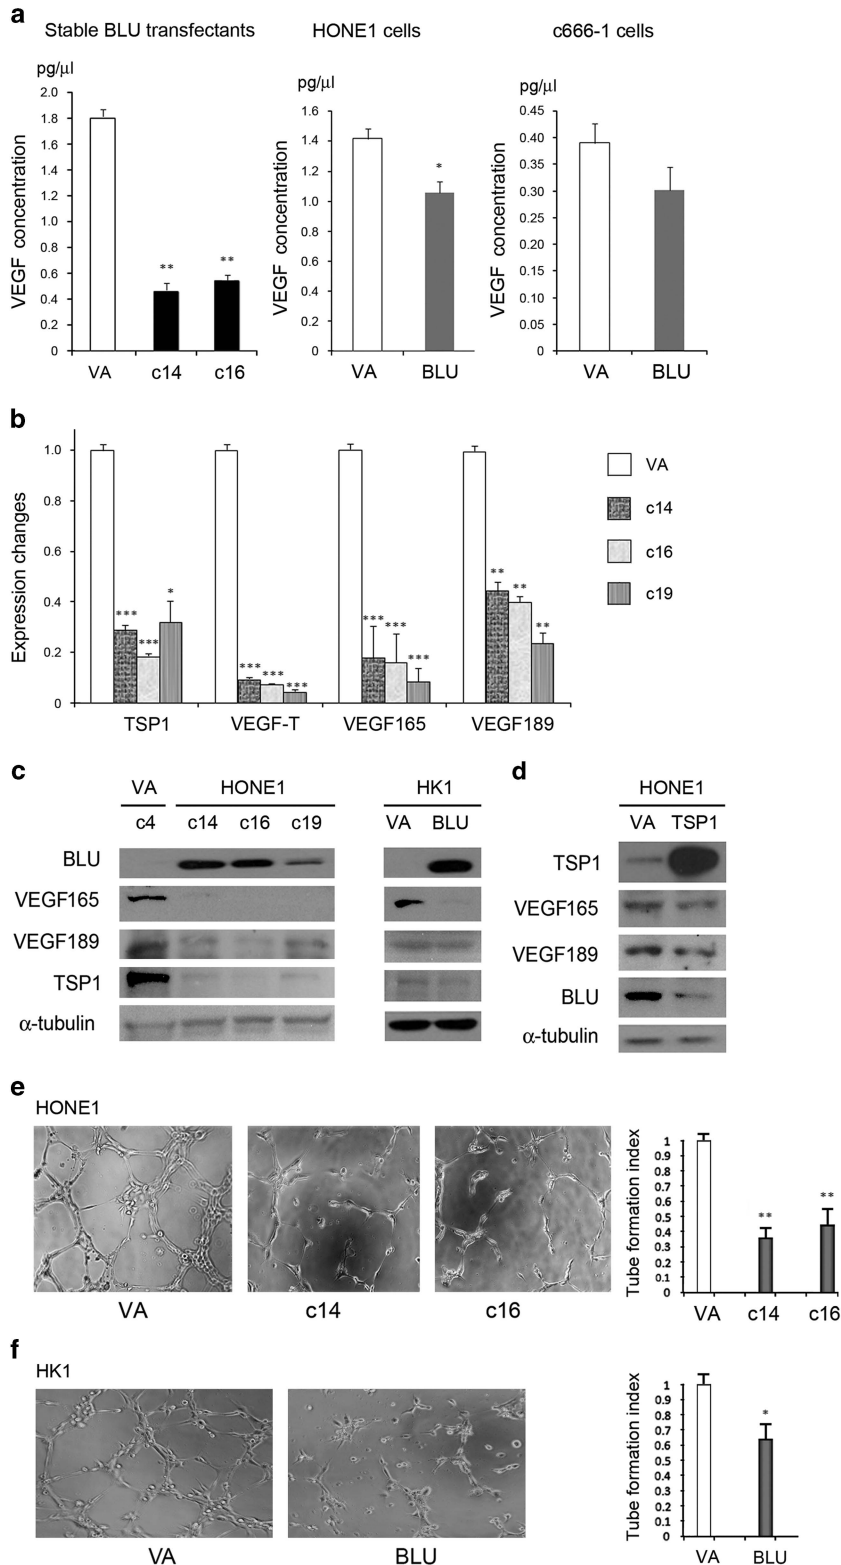 a
Stable BLU transfectants
HONE1 cells
c666-1 cells
pg/μl
VEGF concentration
2.0
1.8
1.6
1.4
1.2
1.0
0.8
0.6
0.4
0.2
0
**
**
VA
c14
c16
pg/μl
VEGF concentration
1.6
1.4
1.2
1.0
0.8
0.6
0.4
0.2
0
*
VA
BLU
pg/μl
VEGF concentration
0.45
0.40
0.35
0.30
0.25
0.20
0.15
0.10
0.05
0
VA
BLU
b
Expression changes
1.0
0.8
0.6
0.4
0.2
0
***
***
*
***
***
***
***
***
***
**
**
**
TSP1
VEGF-T
VEGF165
VEGF189
VA
c14
c16
c19
c
VA
HONE1
HK1
c4
c14
c16
c19
VA
BLU
BLU
VEGF165
VEGF189
TSP1
α-tubulin
d
HONE1
VA
TSP1
TSP1
VEGF165
VEGF189
BLU
α-tubulin
e
HONE1
VA
c14
c16
Tube formation index
1
0.9
0.8
0.7
0.6
0.5
0.4
0.3
0.2
0.1
0
**
**
VA
c14
c16
f
HK1
VA
BLU
Tube formation index
1
0.9
0.8
0.7
0.6
0.5
0.4
0.3
0.2
0.1
0
*
VA
BLU